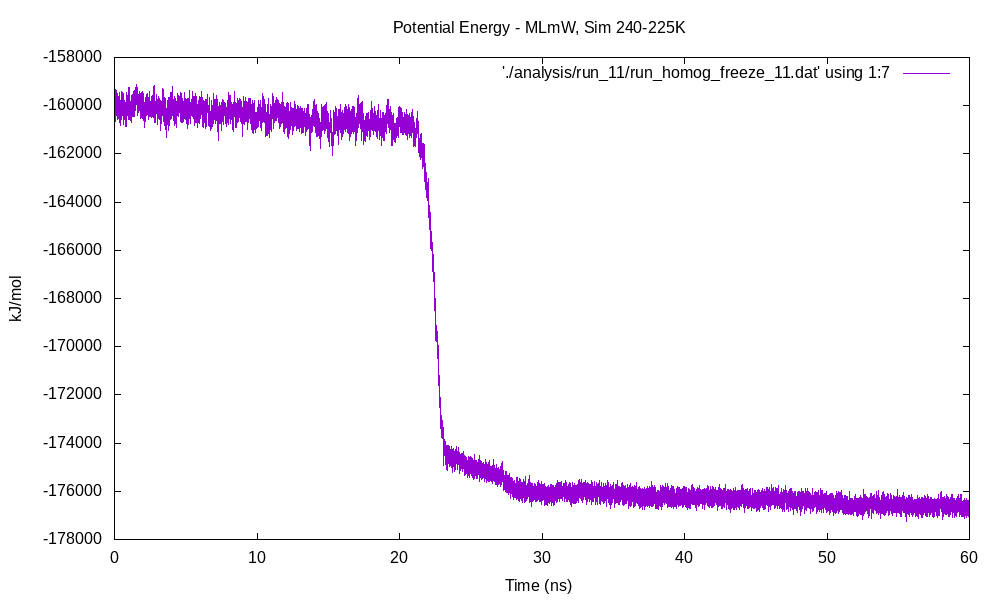 Potential Energy - MLmW, Sim 240-225K
'./analysis/run_11/run_homog_freeze_11.dat' using 1:7
-158000
-160000
-162000
-164000
-166000
-168000
-170000
-172000
-174000
-176000
-178000
kJ/mol
0 10 20 30 40 50 60
Time (ns)